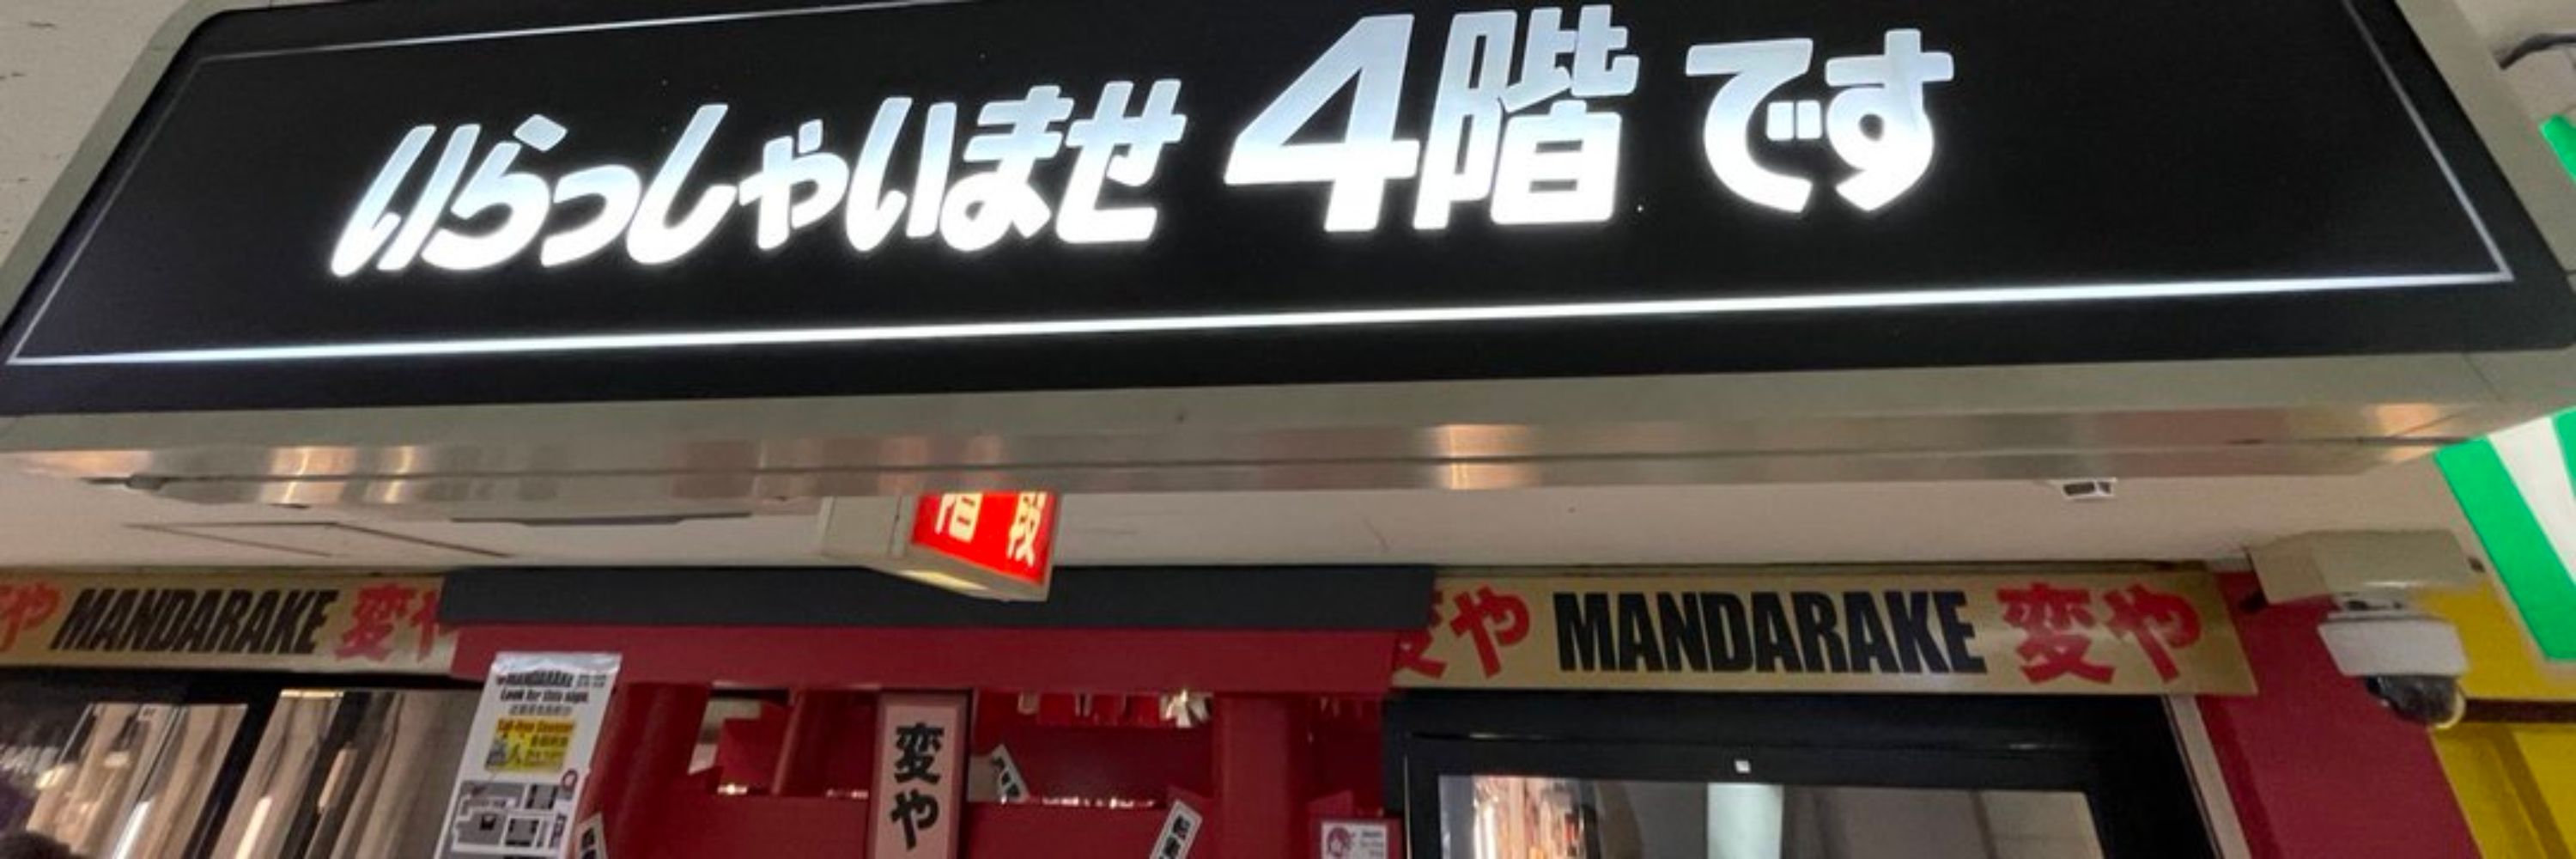 いらっしゃいませ 4階 です
階段
や MANDARAKE 変や
変や MANDARAKE 変や
MANDARAKE
Look for this sign.
変や